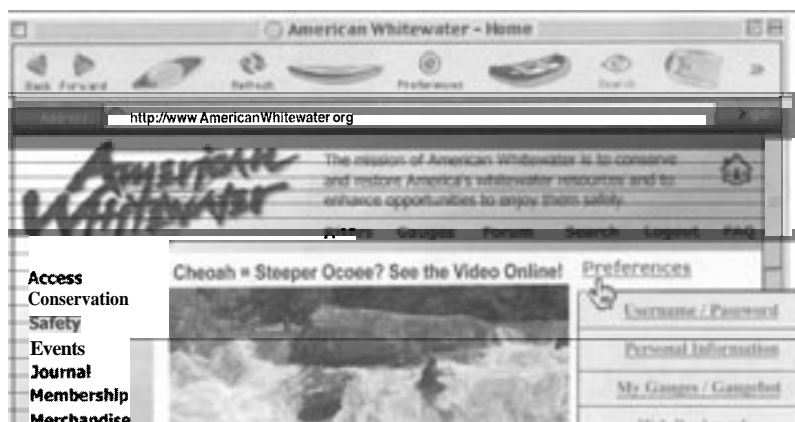 American Whitewater - Home
Back Forward Refresh Preferences Search »
Address http://www AmericanWhitewater org go
American
Whitewater
The mission of American Whitewater is to conserve
and restore America's whitewater resources and to
enhance opportunities to enjoy them safely.
Gauges Forum Search Logout FAQ
Cheoah = Steeper Ocoee? See the Video Online!
Preferences
Access
Conservation
Safety
Events
Journal
Membership
Merchandise
Username / Password
Personal Information
My Gauges / Gaugebot